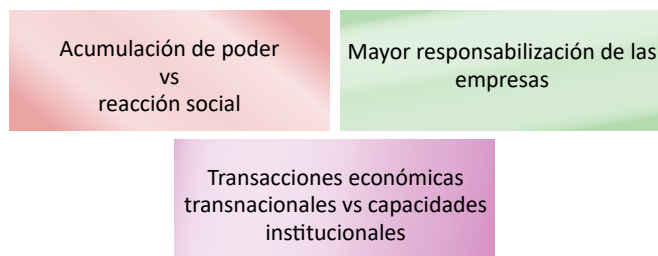 Acumulación de poder
vs
reacción social
Mayor responsabilización de las
empresas
Transacciones económicas
transnacionales vs capacidades
institucionales